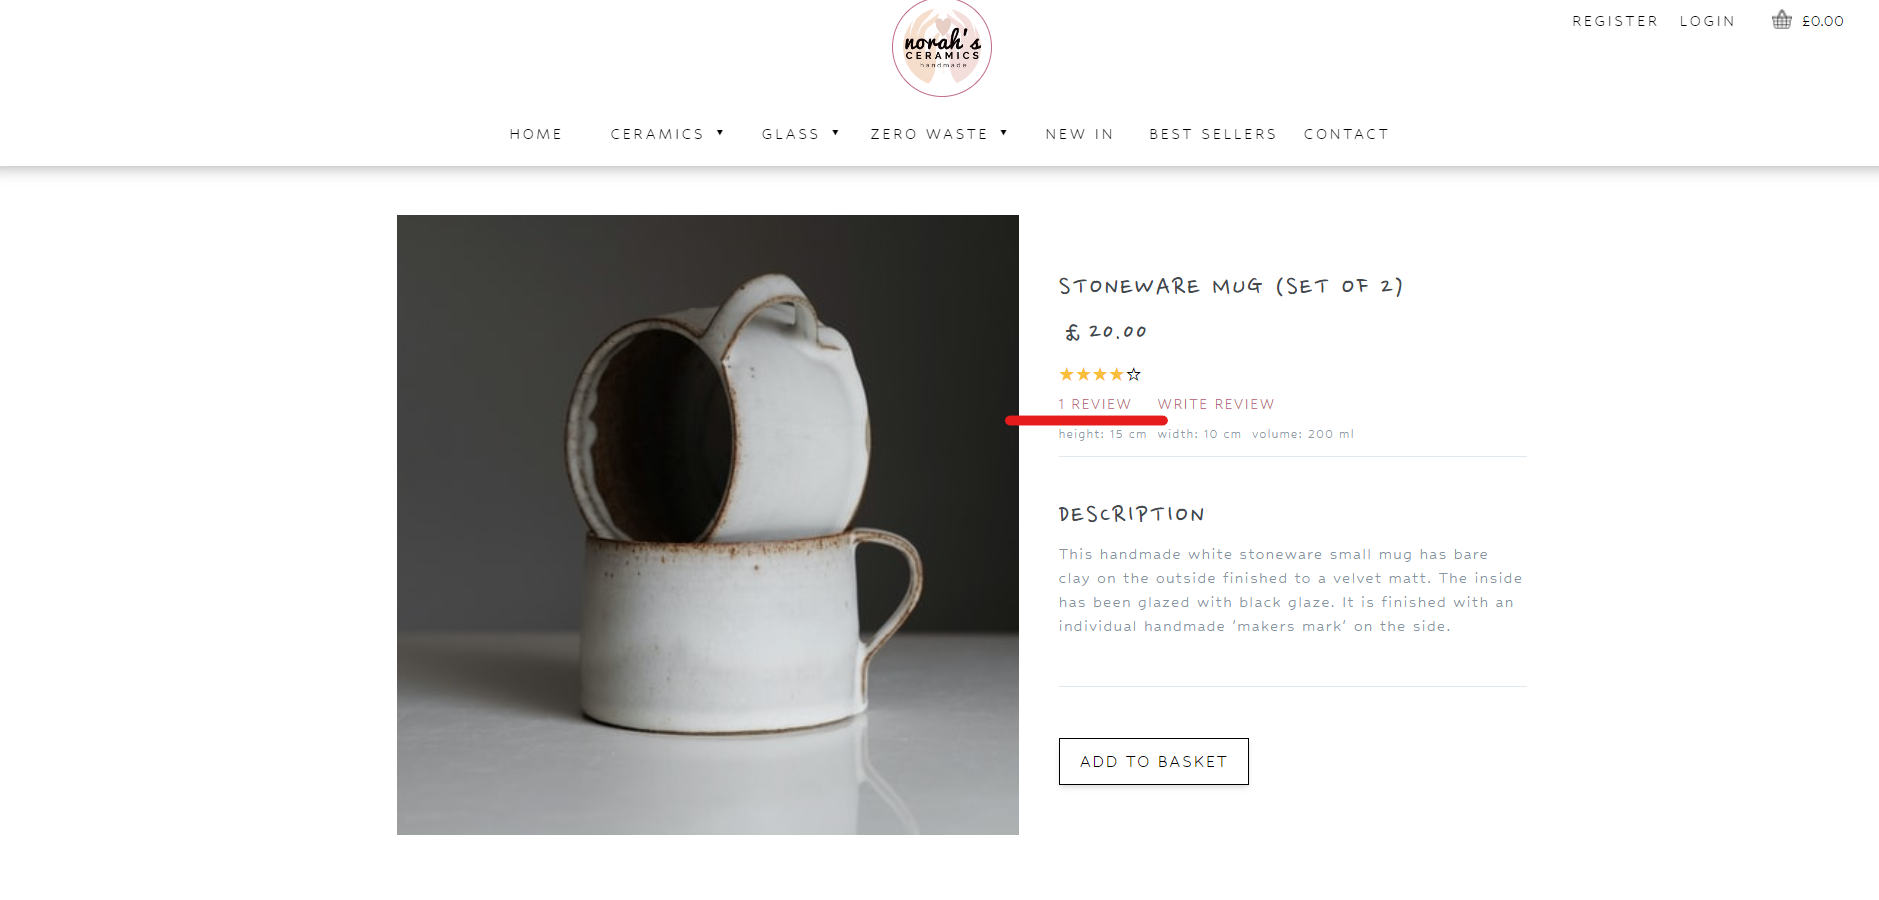 norah's
CERAMICS
handmade
REGISTER LOGIN £0.00
HOME CERAMICS ▼ GLASS ▼ ZERO WASTE ▼ NEW IN BEST SELLERS CONTACT
STONEWARE MUG (SET OF 2)
£ 20.00
1 REVIEW WRITE REVIEW
height: 15 cm width: 10 cm volume: 200 ml
DESCRIPTION
This handmade white stoneware small mug has bare
clay on the outside finished to a velvet matt. The inside
has been glazed with black glaze. It is finished with an
individual handmade ‘makers mark’ on the side.
ADD TO BASKET